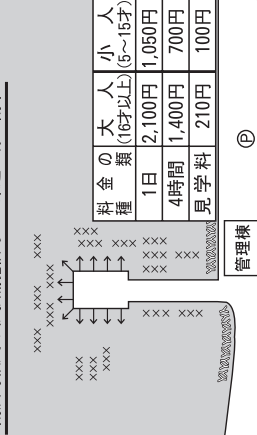 料金の種類 大人(16才以上) 小人(5〜15才)
1日 2,100円 1,050円
4時間 1,400円 700円
見学料 210円 100円
管理棟
Ⓟ